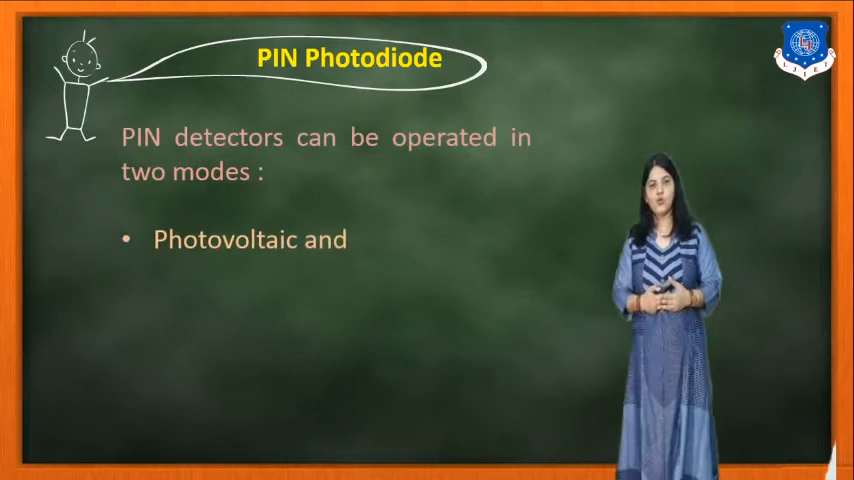 PIN Photodiode
PIN detectors can be operated in
two modes :
• Photovoltaic and